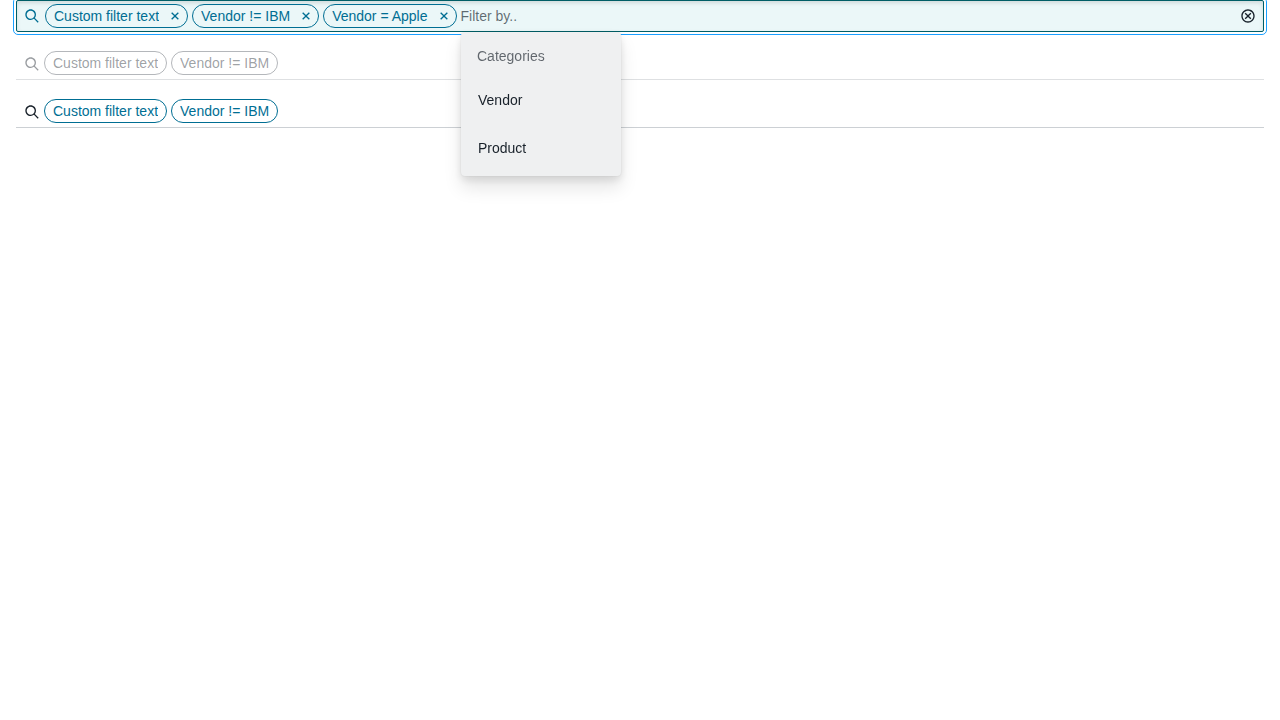 Custom filter text Vendor != IBM Vendor = Apple Filter by..
Categories
Custom filter text Vendor != IBM
Vendor
Custom filter text Vendor != IBM
Product